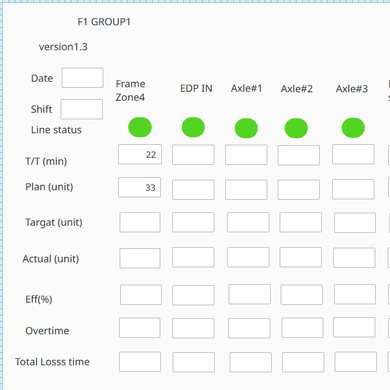 F1 GROUP1
version1.3
Date
Shift
Frame
Zone4
EDP IN
Axle#1
Axle#2
Axle#3
Line status
T/T (min)
22
Plan (unit)
33
Targat (unit)
Actual (unit)
Eff(%)
Overtime
Total Losss time